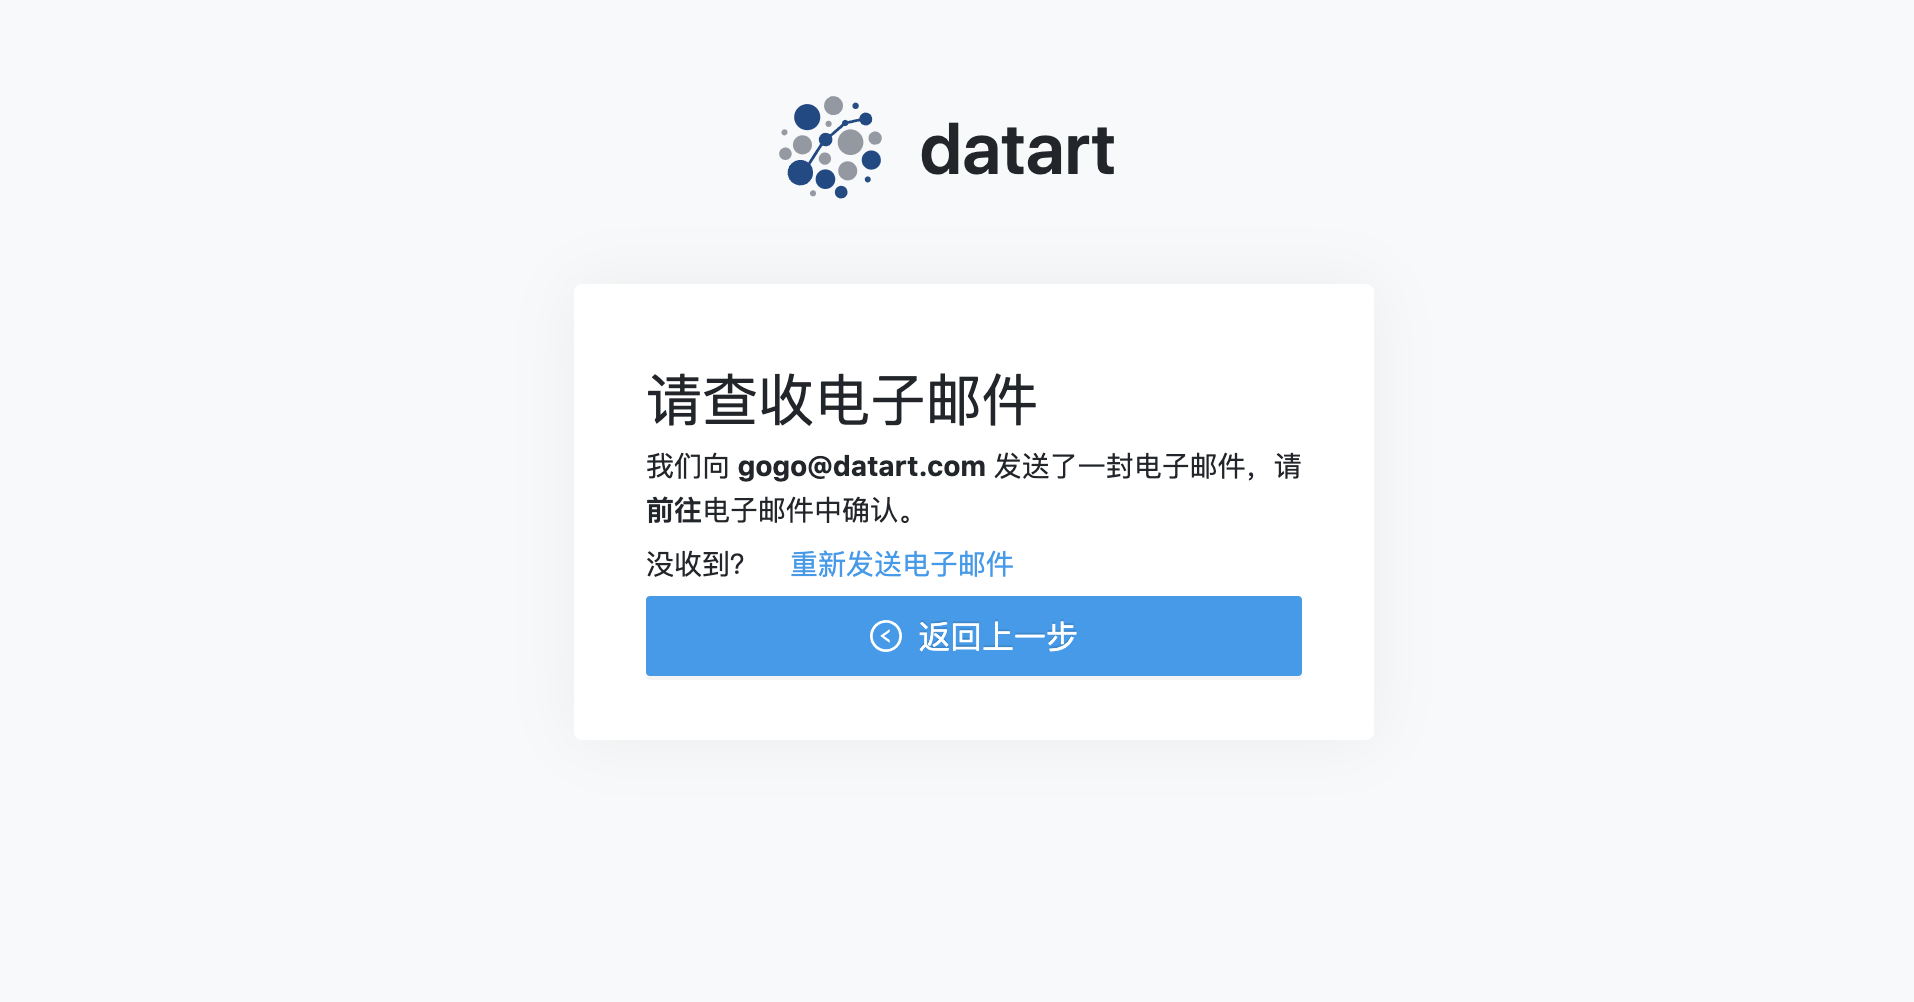 datart
请查收电子邮件
我们向 gogo@datart.com 发送了一封电子邮件，请
前往电子邮件中确认。
没收到? 重新发送电子邮件
返回上一步